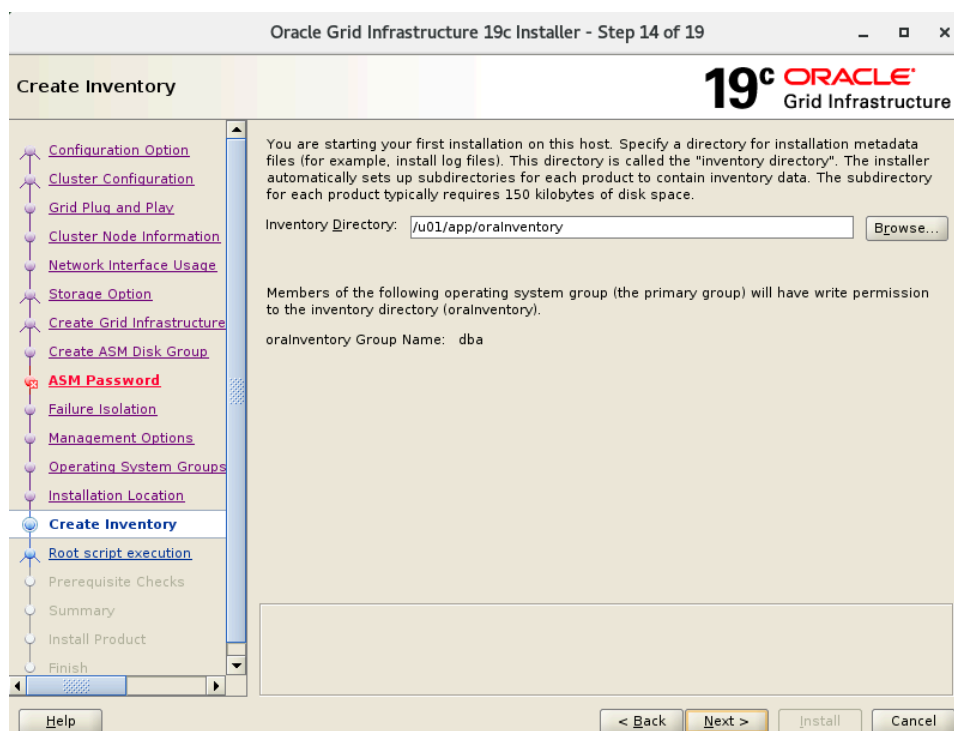 Oracle Grid Infrastructure 19c Installer - Step 14 of 19
Create Inventory
19c ORACLE
Grid Infrastructure
Configuration Option
Cluster Configuration
Grid Plug and Play
Cluster Node Information
Network Interface Usage
Storage Option
Create Grid Infrastructure
Create ASM Disk Group
ASM Password
Failure Isolation
Management Options
Operating System Groups
Installation Location
Create Inventory
Root script execution
Prerequisite Checks
Summary
Install Product
Finish
You are starting your first installation on this host. Specify a directory for installation metadata
files (for example, install log files). This directory is called the "inventory directory". The installer
automatically sets up subdirectories for each product to contain inventory data. The subdirectory
for each product typically requires 150 kilobytes of disk space.
Inventory Directory: /u01/app/oraInventory Browse...
Members of the following operating system group (the primary group) will have write permission
to the inventory directory (oraInventory).
oraInventory Group Name: dba
Help < Back Next > Install Cancel